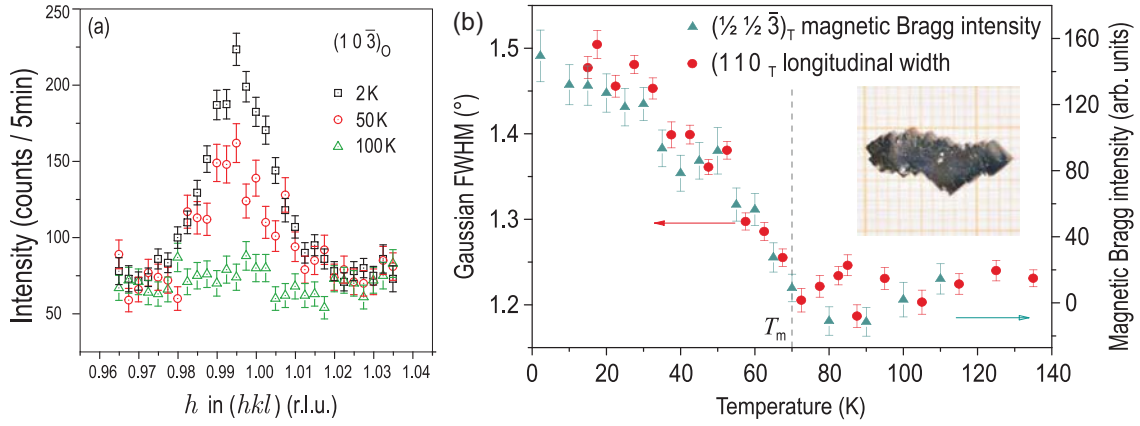 (a)
(1 0 3̄)O
2K
50K
100K
250
200
150
100
50
Intensity (counts / 5min)
0.96 0.97 0.98 0.99 1.00 1.01 1.02 1.03 1.04
h in (hkl) (r.l.u.)
(b)
(½ ½ 3̄)T magnetic Bragg intensity
(110 T longitudinal width
1.5
1.4
1.3
1.2
Gaussian FWHM (°)
Tm
160
120
80
40
0
Magnetic Bragg intensity (arb. units)
0 20 40 60 80 100 120 140
Temperature (K)